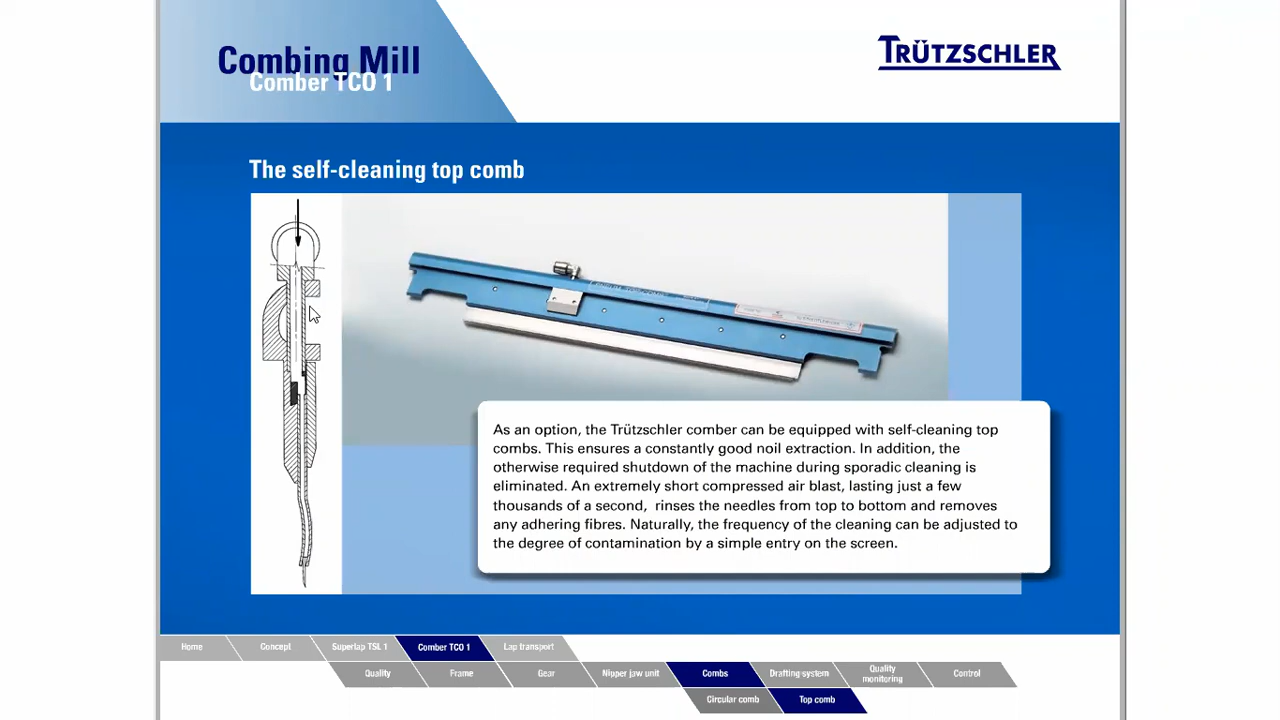 Combing Mill
Comber TCO 1
TRÜTZSCHLER
The self-cleaning top comb
As an option, the Trützschler comber can be equipped with self-cleaning top
combs. This ensures a constantly good noil extraction. In addition, the
otherwise required shutdown of the machine during sporadic cleaning is
eliminated. An extremely short compressed air blast, lasting just a few
thousands of a second, rinses the needles from top to bottom and removes
any adhering fibres. Naturally, the frequency of the cleaning can be adjusted to
the degree of contamination by a simple entry on the screen.
Home Concept Superlap TSL 1 Comber TCO 1 Lap transport
Quality Frame Gear Nipper jaw unit Combs Drafting system Quality monitoring Control
Circular comb Top comb